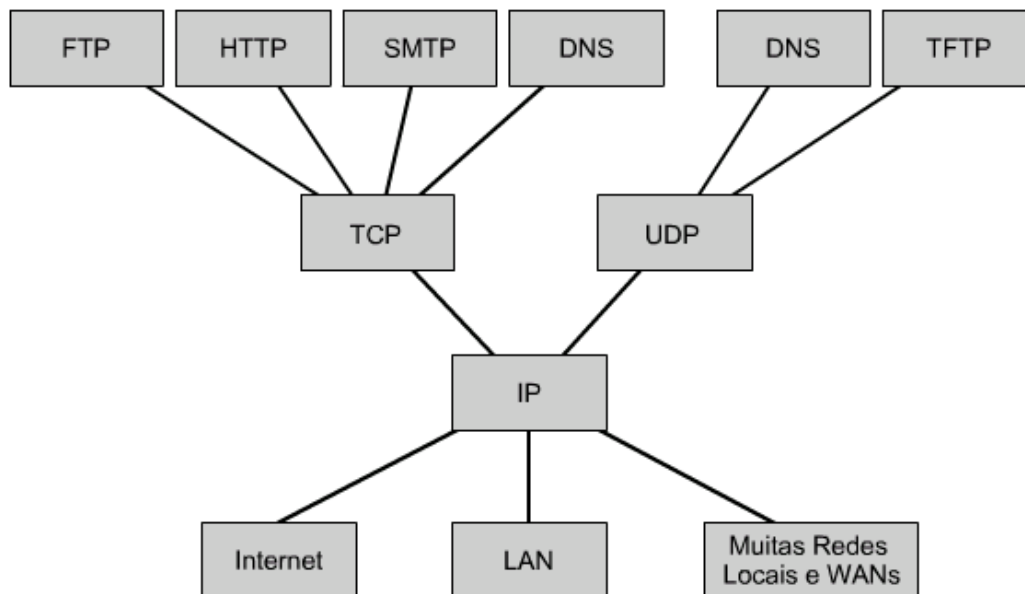 FTP
HTTP
SMTP
DNS
DNS
TFTP
TCP
UDP
IP
Internet
LAN
Muitas Redes
Locais e WANs